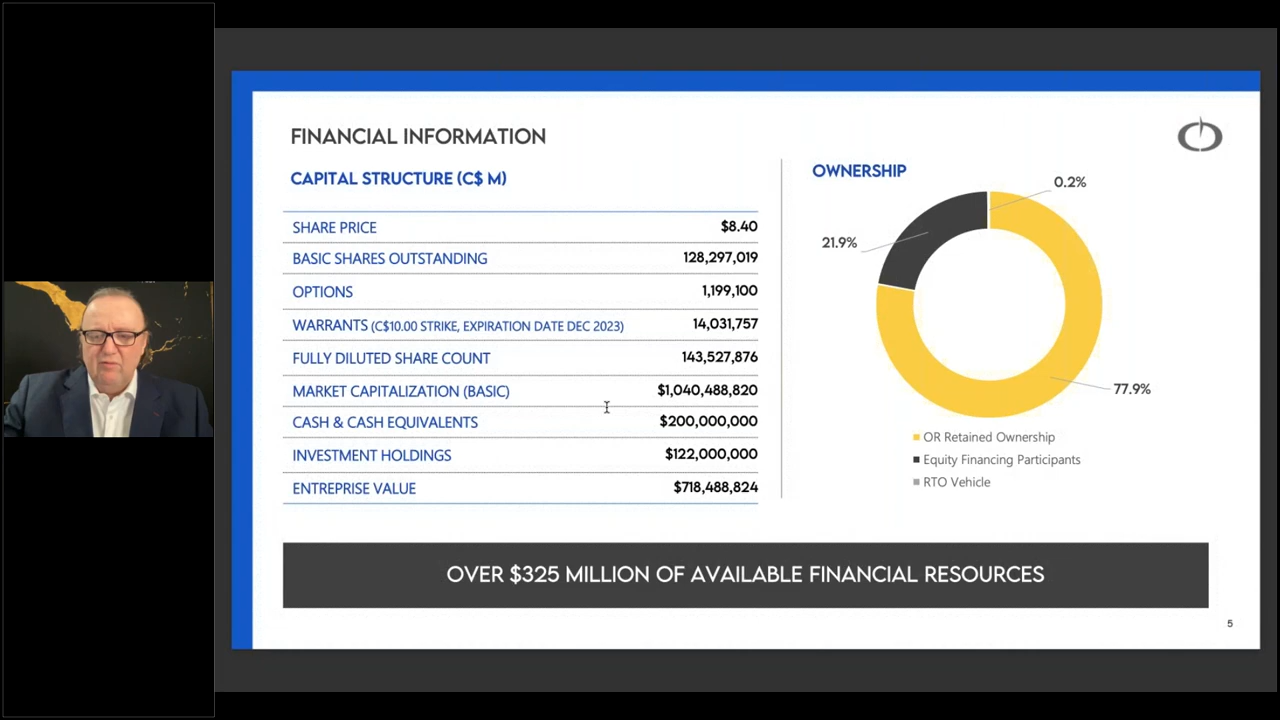 FINANCIAL INFORMATION
CAPITAL STRUCTURE (C$ M)
SHARE PRICE $8.40
BASIC SHARES OUTSTANDING 128,297,019
OPTIONS 1,199,100
WARRANTS (C$10.00 STRIKE, EXPIRATION DATE DEC 2023) 14,031,757
FULLY DILUTED SHARE COUNT 143,527,876
MARKET CAPITALIZATION (BASIC) $1,040,488,820
CASH & CASH EQUIVALENTS $200,000,000
INVESTMENT HOLDINGS $122,000,000
ENTREPRISE VALUE $718,488,824
OWNERSHIP
0.2%
21.9%
77.9%
OR Retained Ownership
Equity Financing Participants
RTO Vehicle
OVER $325 MILLION OF AVAILABLE FINANCIAL RESOURCES
5